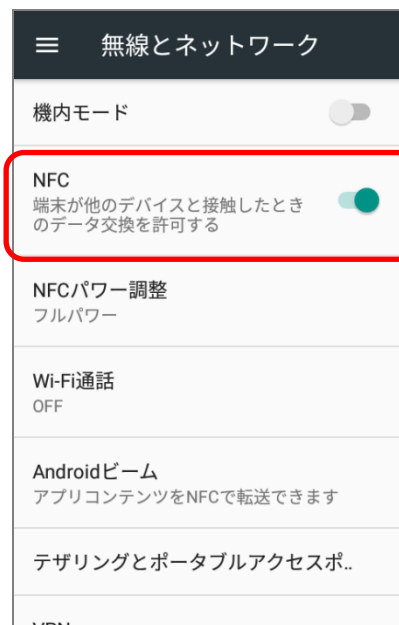 無線とネットワーク
機内モード
NFC
端末が他のデバイスと接触したとき
のデータ交換を許可する
NFCパワー調整
フルパワー
Wi-Fi通話
OFF
Androidビーム
アプリコンテンツをNFCで転送できます
テザリングとポータブルアクセスポ..
VPN